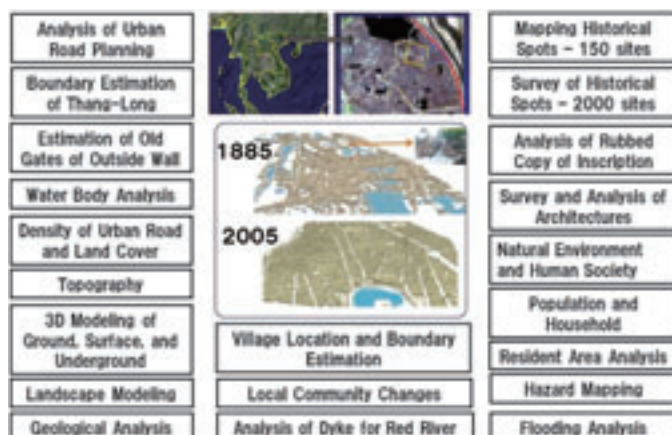 Analysis of Urban
Road Planning
Boundary Estimation
of Thang-Long
Estimation of Old
Gates of Outside Wall
Water Body Analysis
Density of Urban Road
and Land Cover
Topography
3D Modeling of
Ground, Surface, and
Underground
Landscape Modeling
Geological Analysis
1885
2005
Village Location and Boundary
Estimation
Local Community Changes
Analysis of Dyke for Red River
Mapping Historical
Spots - 150 sites
Survey of Historical
Spots - 2000 sites
Analysis of Rubbed
Copy of Inscription
Survey and Analysis of
Architectures
Natural Environment
and Human Society
Population and
Household
Resident Area Analysis
Hazard Mapping
Flooding Analysis